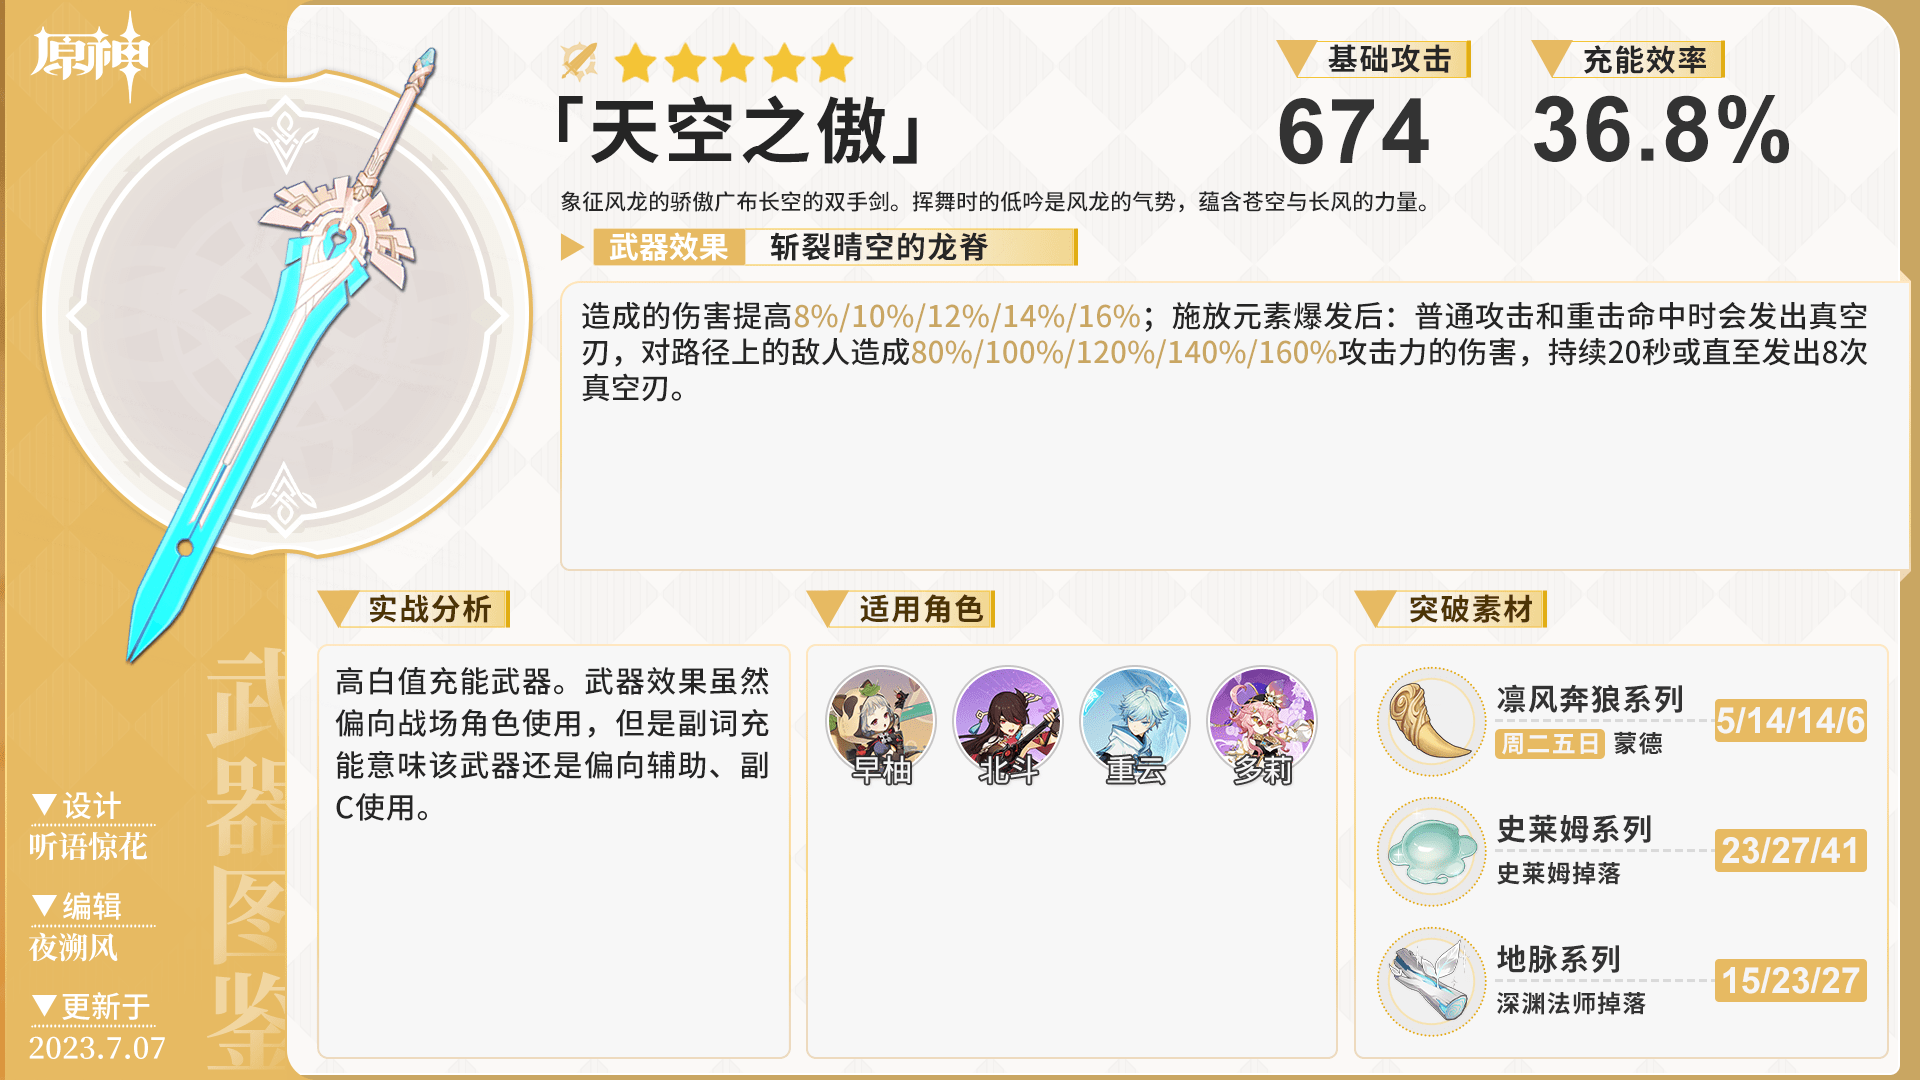 原神
「天空之傲」
基础攻击
674
充能效率
36.8%
象征风龙的骄傲广布长空的双手剑。挥舞时的低吟是风龙的气势，蕴含苍空与长风的力量。
武器效果
斩裂晴空的龙脊
造成的伤害提高8%/10%/12%/14%/16%；施放元素爆发后：普通攻击和重击命中时会发出真空
刃，对路径上的敌人造成80%/100%/120%/140%/160%攻击力的伤害，持续20秒或直至发出8次
真空刃。
实战分析
高白值充能武器。武器效果虽然
偏向战场角色使用，但是副词充
能意味该武器还是偏向辅助、副
C使用。
适用角色
早柚
北斗
重云
多莉
突破素材
凛风奔狼系列
周二五日 蒙德
5/14/14/6
史莱姆系列
史莱姆掉落
23/27/41
地脉系列
深渊法师掉落
15/23/27
武器图鉴
▼设计
听语惊花
▼编辑
夜溯风
▼更新于
2023.7.07